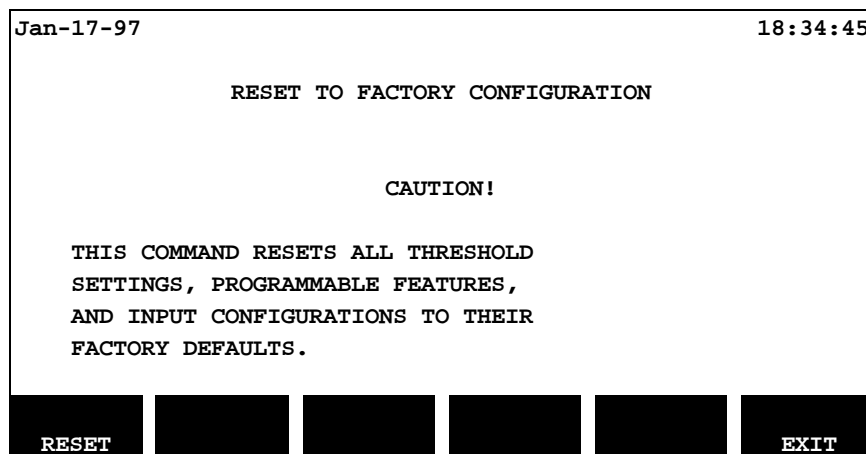 Jan-17-97 18:34:45
RESET TO FACTORY CONFIGURATION
CAUTION!
THIS COMMAND RESETS ALL THRESHOLD
SETTINGS, PROGRAMMABLE FEATURES,
AND INPUT CONFIGURATIONS TO THEIR
FACTORY DEFAULTS.
RESET EXIT